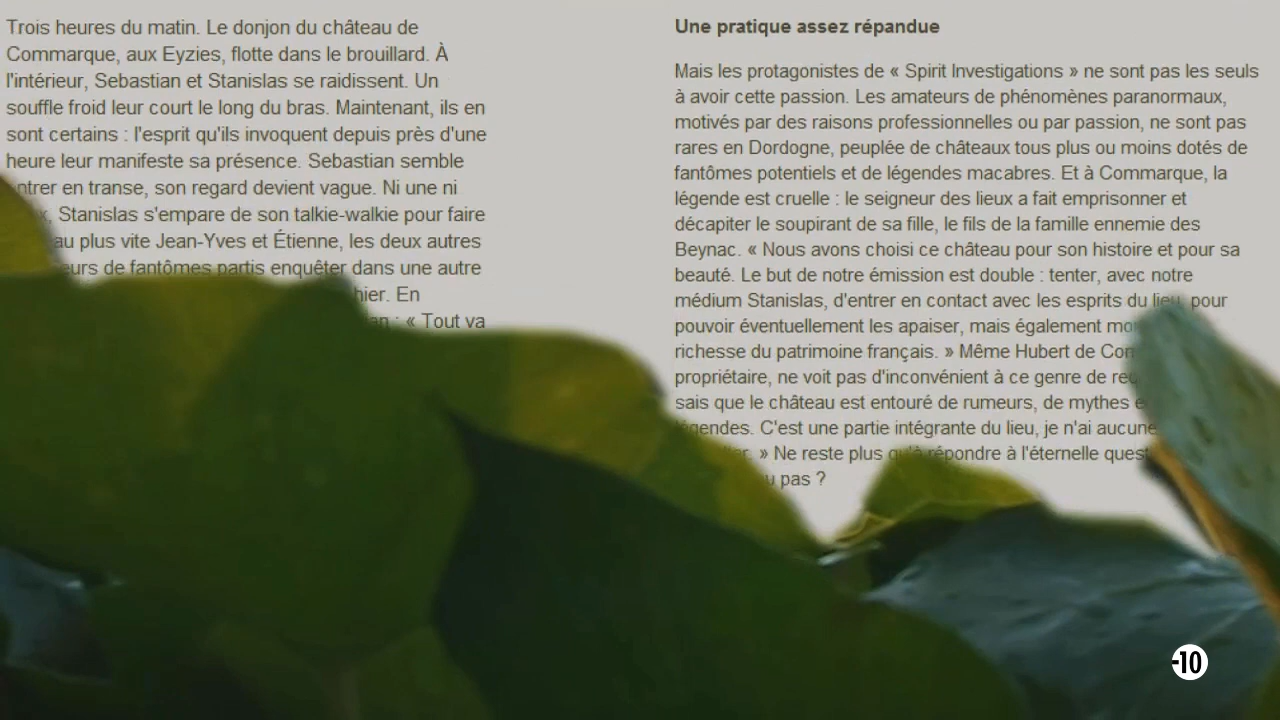 Trois heures du matin. Le donjon du château de
Commarque, aux Eyzies, flotte dans le brouillard. À
l'intérieur, Sebastian et Stanislas se raidissent. Un
souffle froid leur court le long du bras. Maintenant, ils en
sont certains : l'esprit qu'ils invoquent depuis près d'une
heure leur manifeste sa présence. Sebastian semble
entrer en transe, son regard devient vague. Ni une ni
Stanislas s'empare de son talkie-walkie pour faire
au plus vite Jean-Yves et Étienne, les deux autres
de fantômes partis enquêter dans une autre
En
: « Tout va
Une pratique assez répandue
Mais les protagonistes de « Spirit Investigations » ne sont pas les seuls
à avoir cette passion. Les amateurs de phénomènes paranormaux,
motivés par des raisons professionnelles ou par passion, ne sont pas
rares en Dordogne, peuplée de châteaux tous plus ou moins dotés de
fantômes potentiels et de légendes macabres. Et à Commarque, la
légende est cruelle : le seigneur des lieux a fait emprisonner et
décapiter le soupirant de sa fille, le fils de la famille ennemie des
Beynac. « Nous avons choisi ce château pour son histoire et pour sa
beauté. Le but de notre émission est double : tenter, avec notre
médium Stanislas, d'entrer en contact avec les esprits du lieu, pour
pouvoir éventuellement les apaiser, mais également
richesse du patrimoine français. » Même Hubert de
propriétaire, ne voit pas d'inconvénient à ce genre de
sais que le château est entouré de rumeurs, de mythes
légendes. C'est une partie intégrante du lieu, je n'ai aucune
» Ne reste plus qu'à répondre à l'éternelle
pas ?
-10